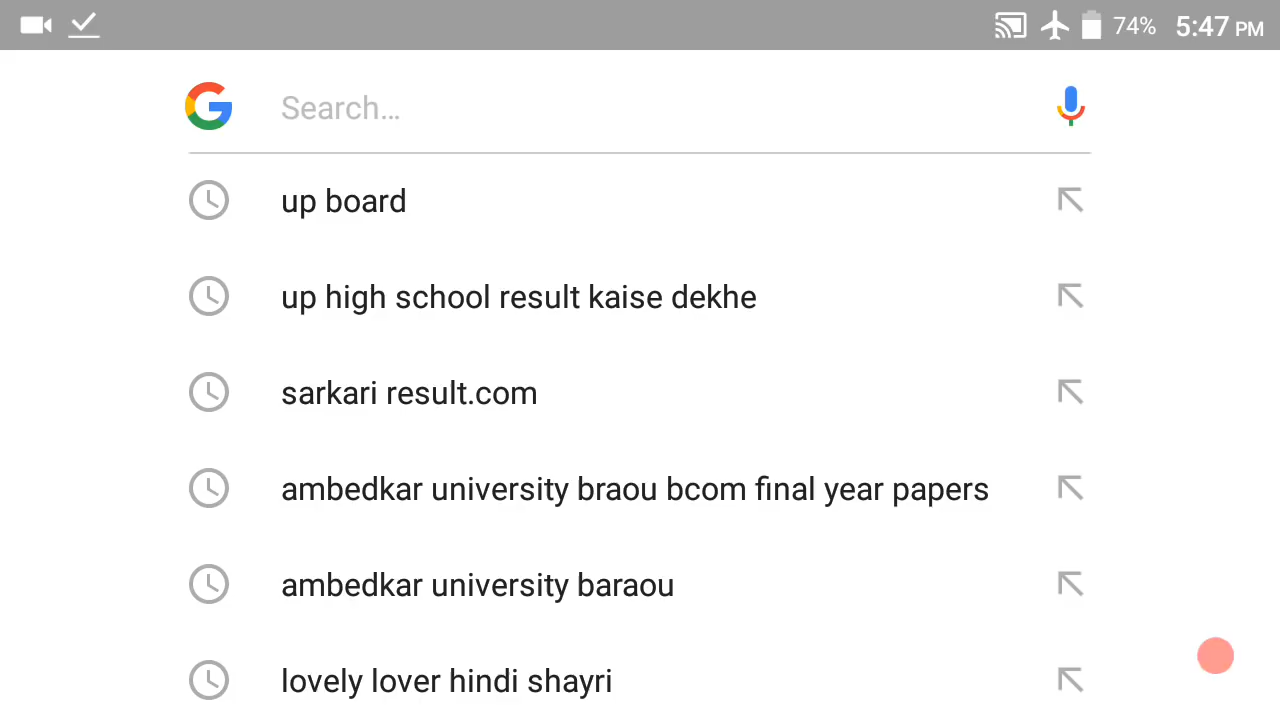 74% 5:47 PM
Search...
up board
up high school result kaise dekhe
sarkari result.com
ambedkar university braou bcom final year papers
ambedkar university baraou
lovely lover hindi shayri